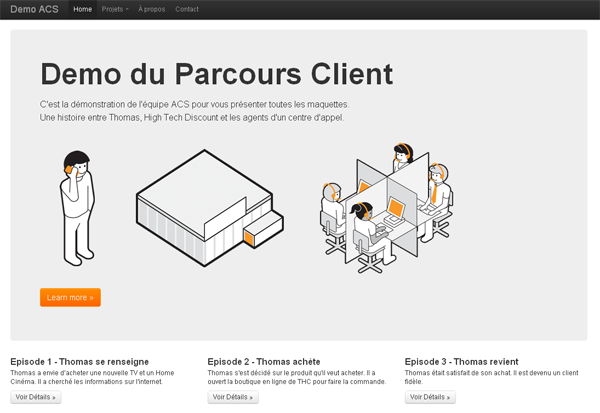 Demo ACS Home Projets À propos Contact
Demo du Parcours Client
C'est la démonstration de l'équipe ACS pour vous présenter toutes les maquettes.
Une histoire entre Thomas, High Tech Discount et les agents d'un centre d'appel.
Learn more »
Episode 1 - Thomas se renseigne
Thomas a envie d'acheter une nouvelle TV et un Home
Cinéma. Il a cherché les informations sur l'internet.
Voir Détails »
Episode 2 - Thomas achète
Thomas s'est décidé sur le produit qu'il veut acheter. Il a
ouvert la boutique en ligne de THC pour faire la commande.
Voir Détails »
Episode 3 - Thomas revient
Thomas était satisfait de son achat. Il est devenu un client
fidèle.
Voir Détails »